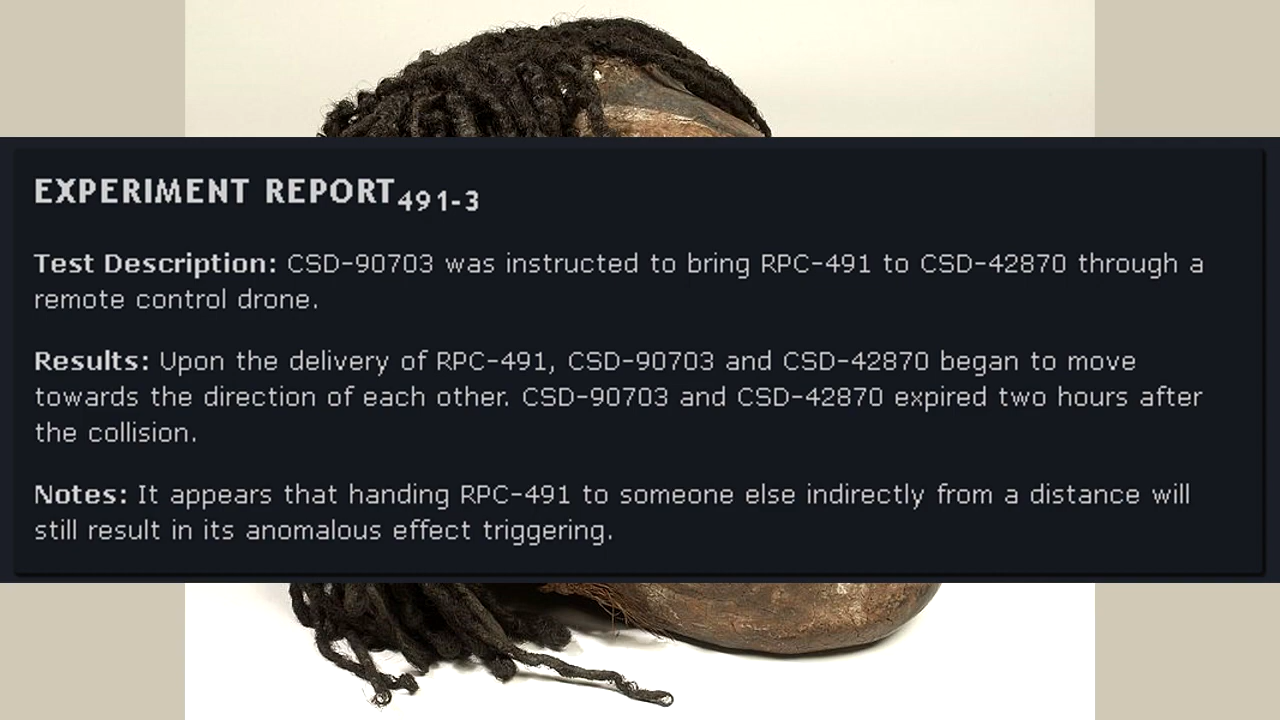 EXPERIMENT REPORT491-3
Test Description: CSD-90703 was instructed to bring RPC-491 to CSD-42870 through a
remote control drone.
Results: Upon the delivery of RPC-491, CSD-90703 and CSD-42870 began to move
towards the direction of each other. CSD-90703 and CSD-42870 expired two hours after
the collision.
Notes: It appears that handing RPC-491 to someone else indirectly from a distance will
still result in its anomalous effect triggering.